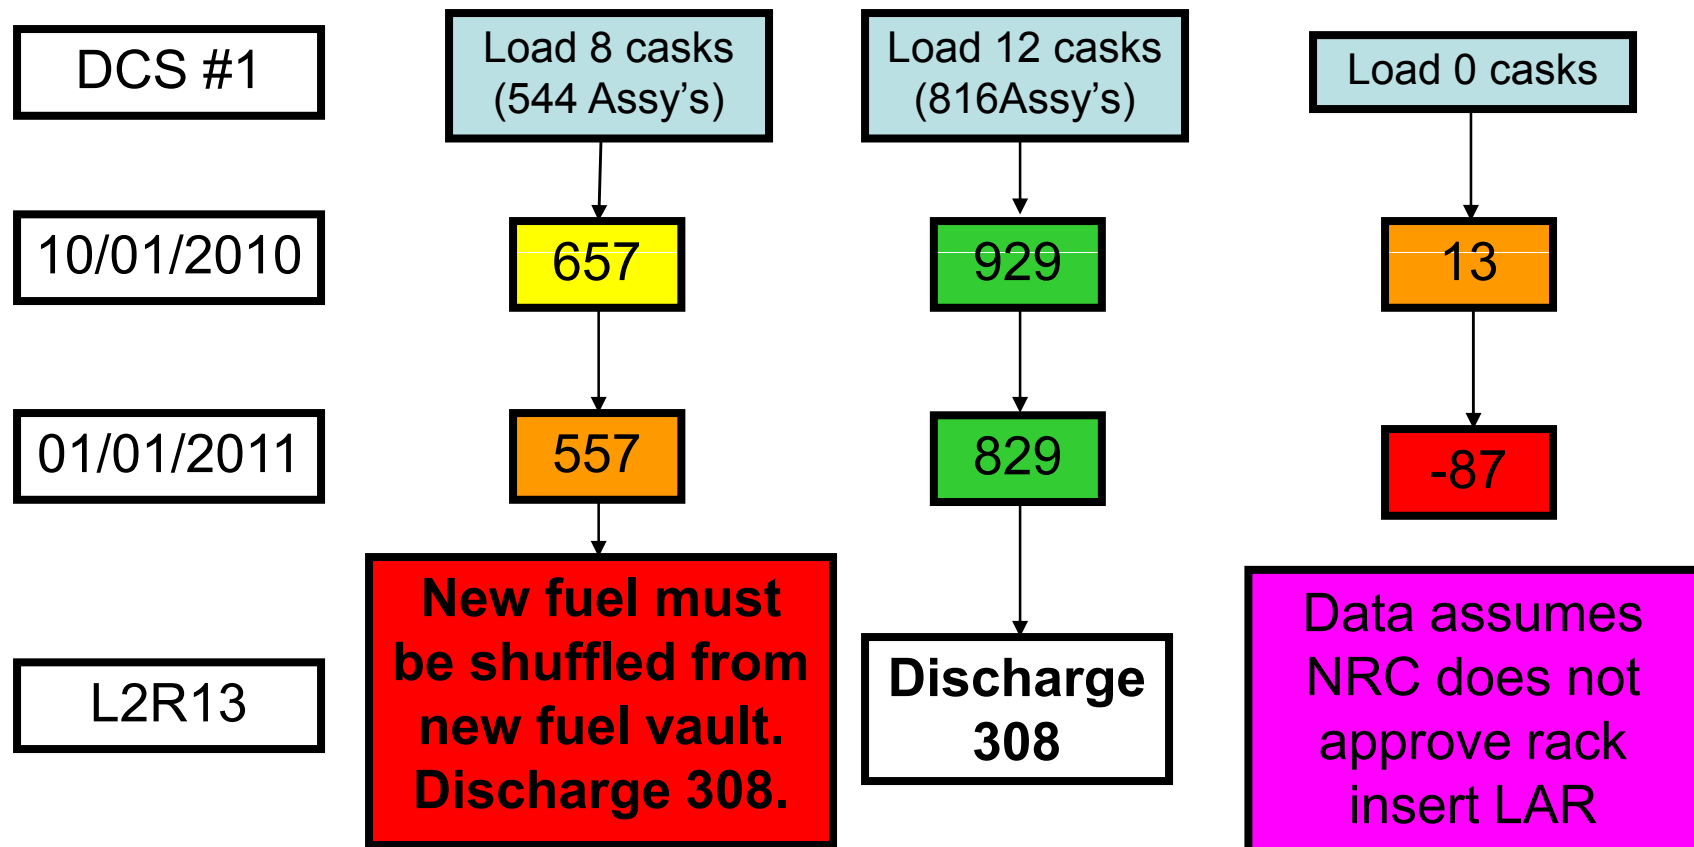 DCS #1
Load 8 casks
(544 Assy's)
Load 12 casks
(816Assy's)
Load 0 casks
10/01/2010
657
929
13
01/01/2011
557
829
-87
L2R13
New fuel must
be shuffled from
new fuel vault.
Discharge 308.
Discharge
308
Data assumes
NRC does not
approve rack
insert LAR